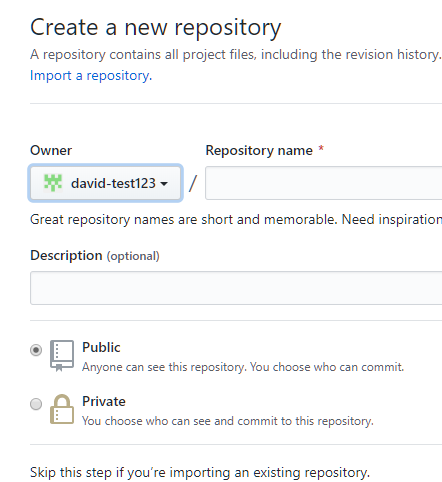 Create a new repository
A repository contains all project files, including the revision history.
Import a repository.
Owner
Repository name *
david-test123
/
Great repository names are short and memorable. Need inspiration
Description (optional)
Public
Anyone can see this repository. You choose who can commit.
Private
You choose who can see and commit to this repository.
Skip this step if you’re importing an existing repository.